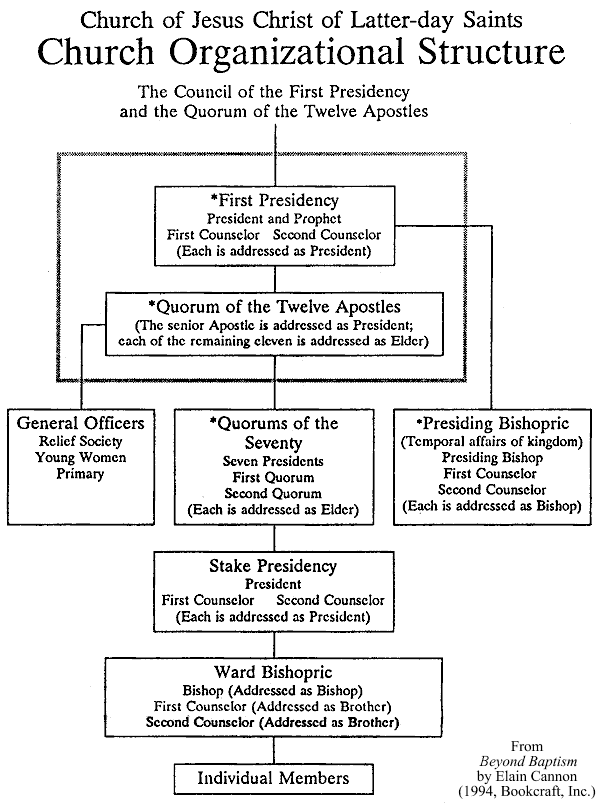 Church of Jesus Christ of Latter-day Saints
Church Organizational Structure
The Council of the First Presidency
and the Quorum of the Twelve Apostles
*First Presidency
President and Prophet
First Counselor Second Counselor
(Each is addressed as President)
*Quorum of the Twelve Apostles
(The senior Apostle is addressed as President;
each of the remaining eleven is addressed as Elder)
General Officers
Relief Society
Young Women
Primary
*Quorums of the
Seventy
Seven Presidents
First Quorum
Second Quorum
(Each is addressed as Elder)
*Presiding Bishopric
(Temporal affairs of kingdom)
Presiding Bishop
First Counselor
Second Counselor
(Each is addressed as Bishop)
Stake Presidency
President
First Counselor Second Counselor
(Each is addressed as President)
Ward Bishopric
Bishop (Addressed as Bishop)
First Counselor (Addressed as Brother)
Second Counselor (Addressed as Brother)
Individual Members
From
Beyond Baptism
by Elain Cannon
(1994, Bookcraft, Inc.)